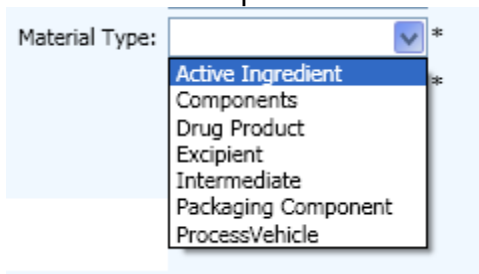 Material Type: *
Active Ingredient *
Components
Drug Product
Excipient
Intermediate
Packaging Component
ProcessVehicle